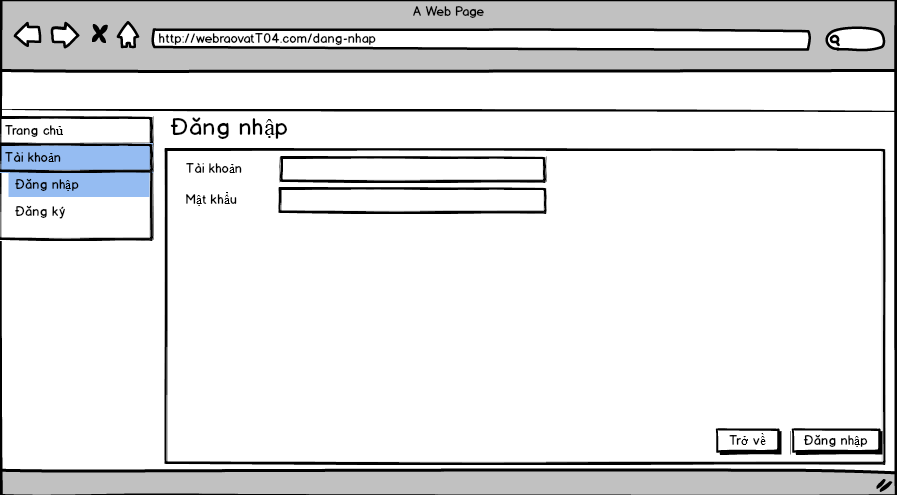 A Web Page
http://webraovatT04.com/dang-nhap
Trang chủ
Tài khoản
Đăng nhập
Đăng ký
Đăng nhập
Tài khoản
Mật khẩu
Trở về
Đăng nhập